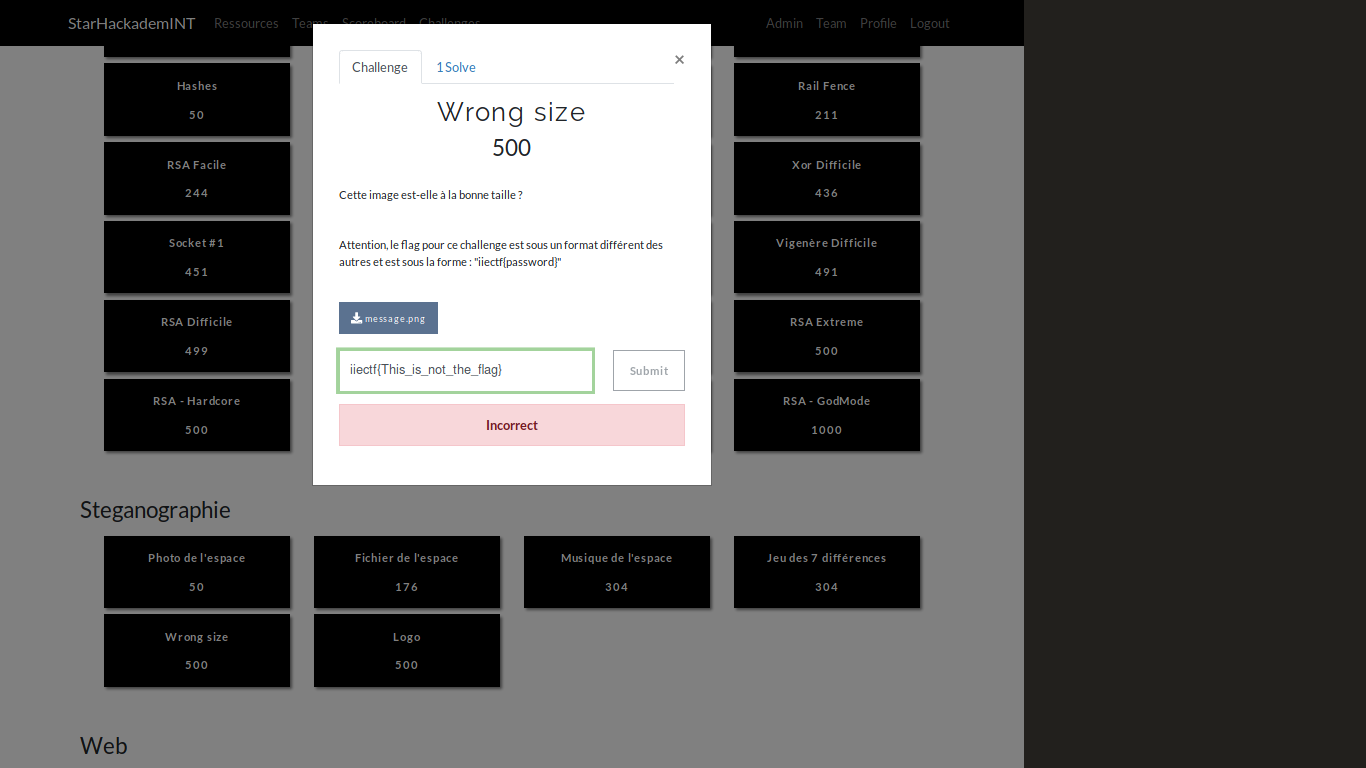 StarHackademINT Ressources Teams Scoreboard Challenges Admin Team Profile Logout
Challenge 1 Solve ×
Wrong size
500
Cette image est-elle à la bonne taille ?
Attention, le flag pour ce challenge est sous un format différent des
autres et est sous la forme : "iiectf{password}"
message.png
iiectf{This_is_not_the_flag} Submit
Incorrect
Hashes
50
Rail Fence
211
RSA Facile
244
Xor Difficile
436
Socket #1
451
Vigenère Difficile
491
RSA Difficile
499
RSA Extreme
500
RSA - Hardcore
500
RSA - GodMode
1000
Steganographie
Photo de l'espace
50
Fichier de l'espace
176
Musique de l'espace
304
Jeu des 7 différences
304
Wrong size
500
Logo
500
Web